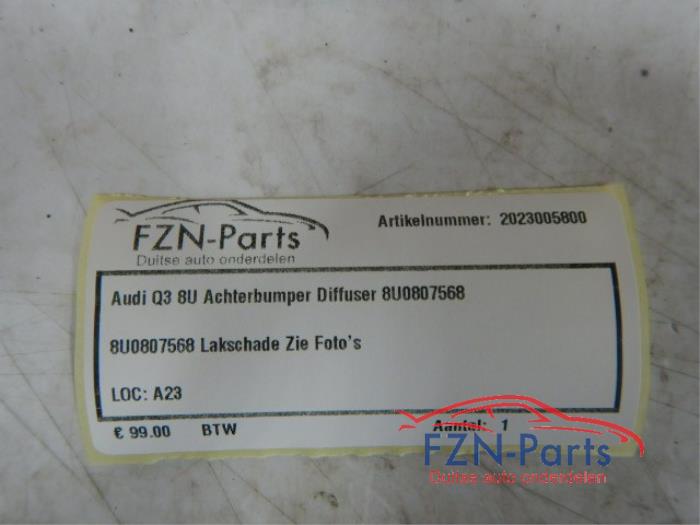 FZN-Parts
Duitse auto onderdelen
Artikelnummer: 2023005800
Audi Q3 8U Achterbumper Diffuser 8U0807568
8U0807568 Lakschade Zie Foto's
LOC: A23
€ 99.00 BTW
Aantal: 1
FZN-Parts
Duitse auto onderdelen